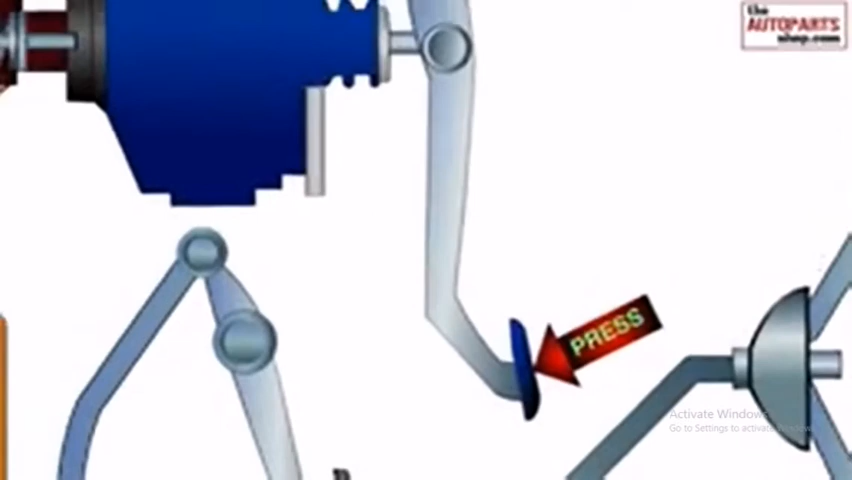 the
AUTOPARTS
shop.com
PRESS
Activate Windows
Go to Settings to activate Windows.